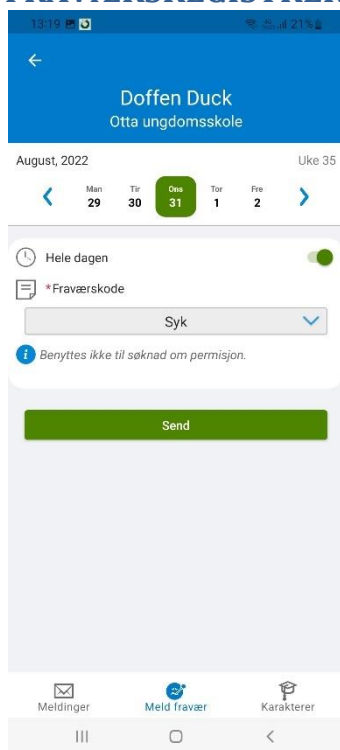 13:19 21%
Doffen Duck
Otta ungdomsskole
August, 2022 Uke 35
Man Tir Ons Tor Fre
29 30 31 1 2
Hele dagen
*Fraværskode
Syk
Benyttes ikke til søknad om permisjon.
Send
Meldinger Meld fravær Karakterer